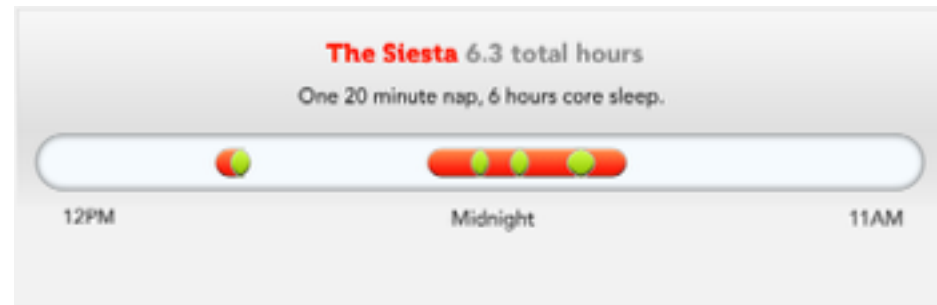 The Siesta 6.3 total hours
One 20 minute nap, 6 hours core sleep.
12PM Midnight 11AM